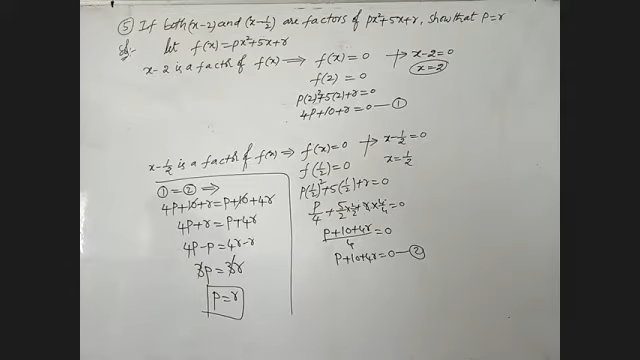 ⑤ If both (x-2) and (x-1/2) are factors of px²+5x+r, show that P=r
Sol:- let f(x)=px²+5x+r
x-2 is a factor of f(x) ⟹ f(x)=0 → x-2=0
f(2)=0 x=2
P(2)²+5(2)+r=0
4P+10+r=0 — ①
x-1/2 is a factor of f(x) ⟹ f(x)=0 → x-1/2=0
f(1/2)=0 x=1/2
P(1/2)²+5(1/2)+r=0
P/4+5/2×2/2+r×4/4=0
P+10+4r/4=0
P+10+4r=0 — ②
①=② ⟹
4P+10+r=P+10+4r
4P+r=P+4r
4P-P=4r-r
3P=3r
P=r